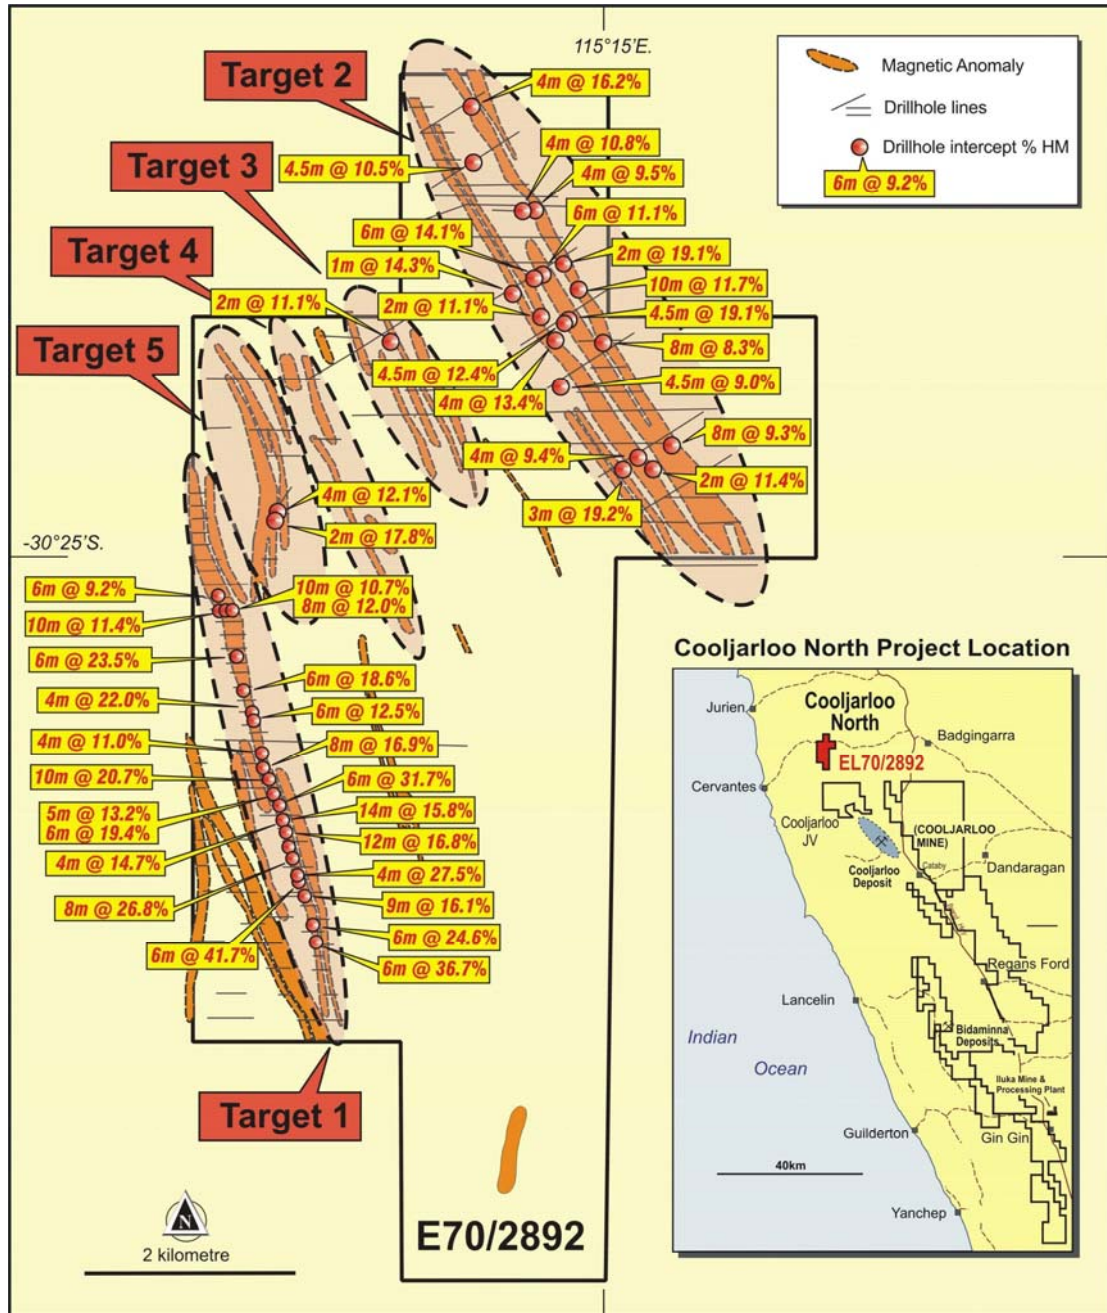 115°15'E.
Magnetic Anomaly
Drillhole lines
Drillhole intercept % HM
6m @ 9.2%
Target 2
Target 3
Target 4
Target 5
4m @ 16.2%
4m @ 10.8%
4.5m @ 10.5%
4m @ 9.5%
6m @ 11.1%
6m @ 14.1%
2m @ 19.1%
1m @ 14.3%
10m @ 11.7%
2m @ 11.1%
2m @ 11.1%
4.5m @ 19.1%
8m @ 8.3%
4.5m @ 12.4%
4.5m @ 9.0%
4m @ 13.4%
8m @ 9.3%
4m @ 9.4%
2m @ 11.4%
3m @ 19.2%
4m @ 12.1%
2m @ 17.8%
-30°25'S.
6m @ 9.2%
10m @ 10.7%
8m @ 12.0%
10m @ 11.4%
6m @ 23.5%
6m @ 18.6%
4m @ 22.0%
6m @ 12.5%
4m @ 11.0%
8m @ 16.9%
10m @ 20.7%
6m @ 31.7%
5m @ 13.2%
6m @ 19.4%
14m @ 15.8%
12m @ 16.8%
4m @ 14.7%
4m @ 27.5%
8m @ 26.8%
9m @ 16.1%
6m @ 24.6%
6m @ 41.7%
6m @ 36.7%
Target 1
N
2 kilometre
E70/2892
Cooljarloo North Project Location
Jurien
Cooljarloo
North
Badgingarra
EL70/2892
Cervantes
Cooljarloo
JV
(COOLJARLOO
MINE)
Cataby
Dandaragan
Cooljarloo
Deposit
Regans Ford
Lancelin
Bidaminna
Deposits
Indian
Ocean
Iluka Mine &
Processing Plant
Guilderton
Gin Gin
40km
Yanchep